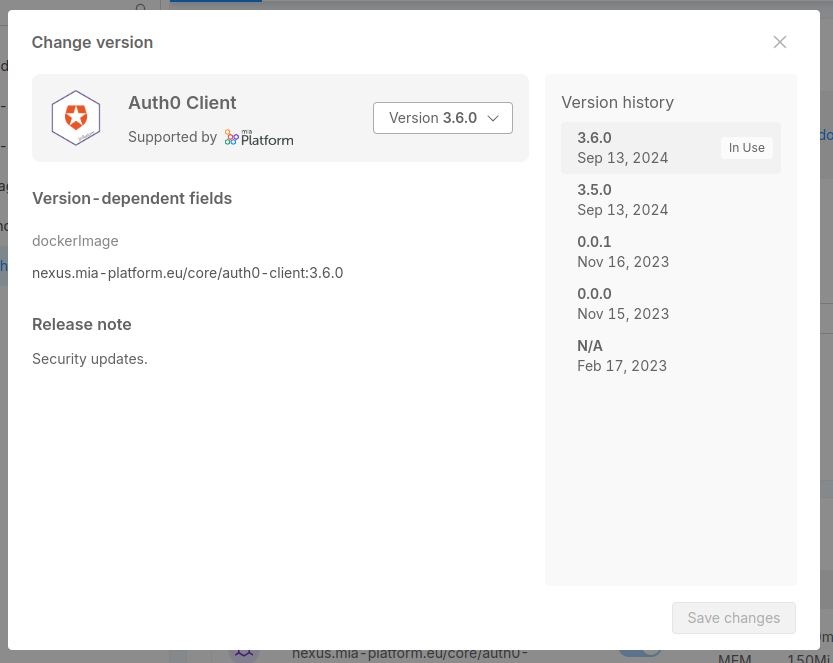 Change version
Auth0 Client
Supported by mia Platform
Version 3.6.0
Version-dependent fields
dockerImage
nexus.mia-platform.eu/core/auth0-client:3.6.0
Release note
Security updates.
Version history
3.6.0
Sep 13, 2024
In Use
3.5.0
Sep 13, 2024
0.0.1
Nov 16, 2023
0.0.0
Nov 15, 2023
N/A
Feb 17, 2023
Save changes
nexus.mia-platform.eu/core/auth0-
MEM 150Mi